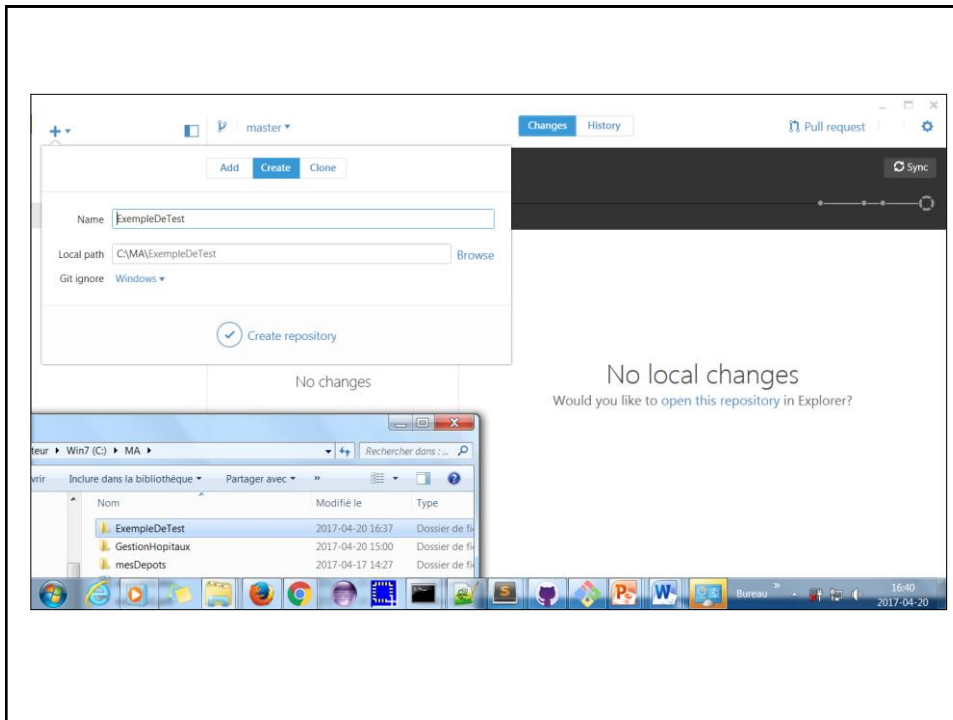 master
Changes
History
Pull request
Add
Create
Clone
Sync
Name
ExempleDeTest
Local path
C:\MA\ExempleDeTest
Browse
Git ignore
Windows
Create repository
No changes
No local changes
Would you like to open this repository in Explorer?
teur ▸ Win7 (C:) ▸ MA ▸
Rechercher dans : ...
vrir
Inclure dans la bibliothèque
Partager avec
»
Nom
Modifié le
Type
ExempleDeTest
2017-04-20 16:37
Dossier de fi
GestionHopitaux
2017-04-20 15:00
Dossier de fi
mesDepots
2017-04-17 14:27
Dossier de fi
Bureau
»
16:40
2017-04-20